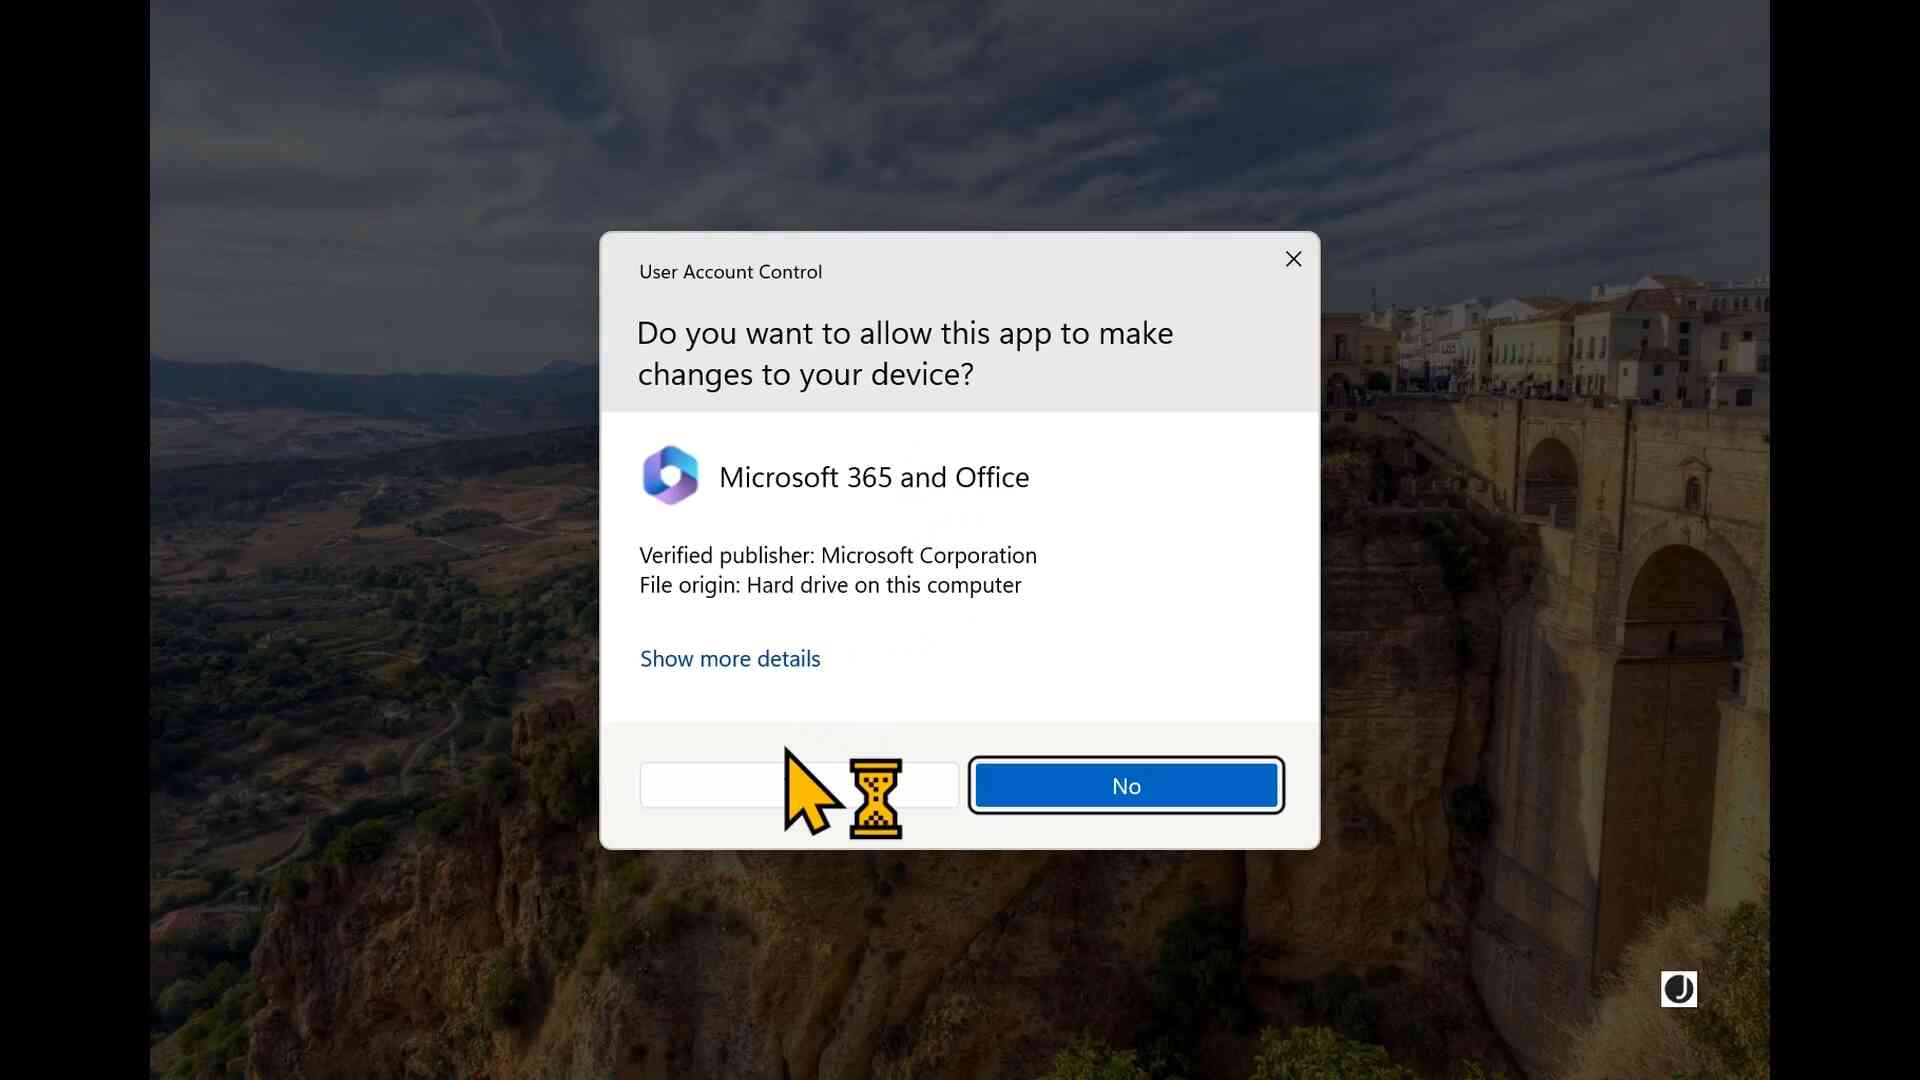 User Account Control
Do you want to allow this app to make
changes to your device?
Microsoft 365 and Office
Verified publisher: Microsoft Corporation
File origin: Hard drive on this computer
Show more details
No